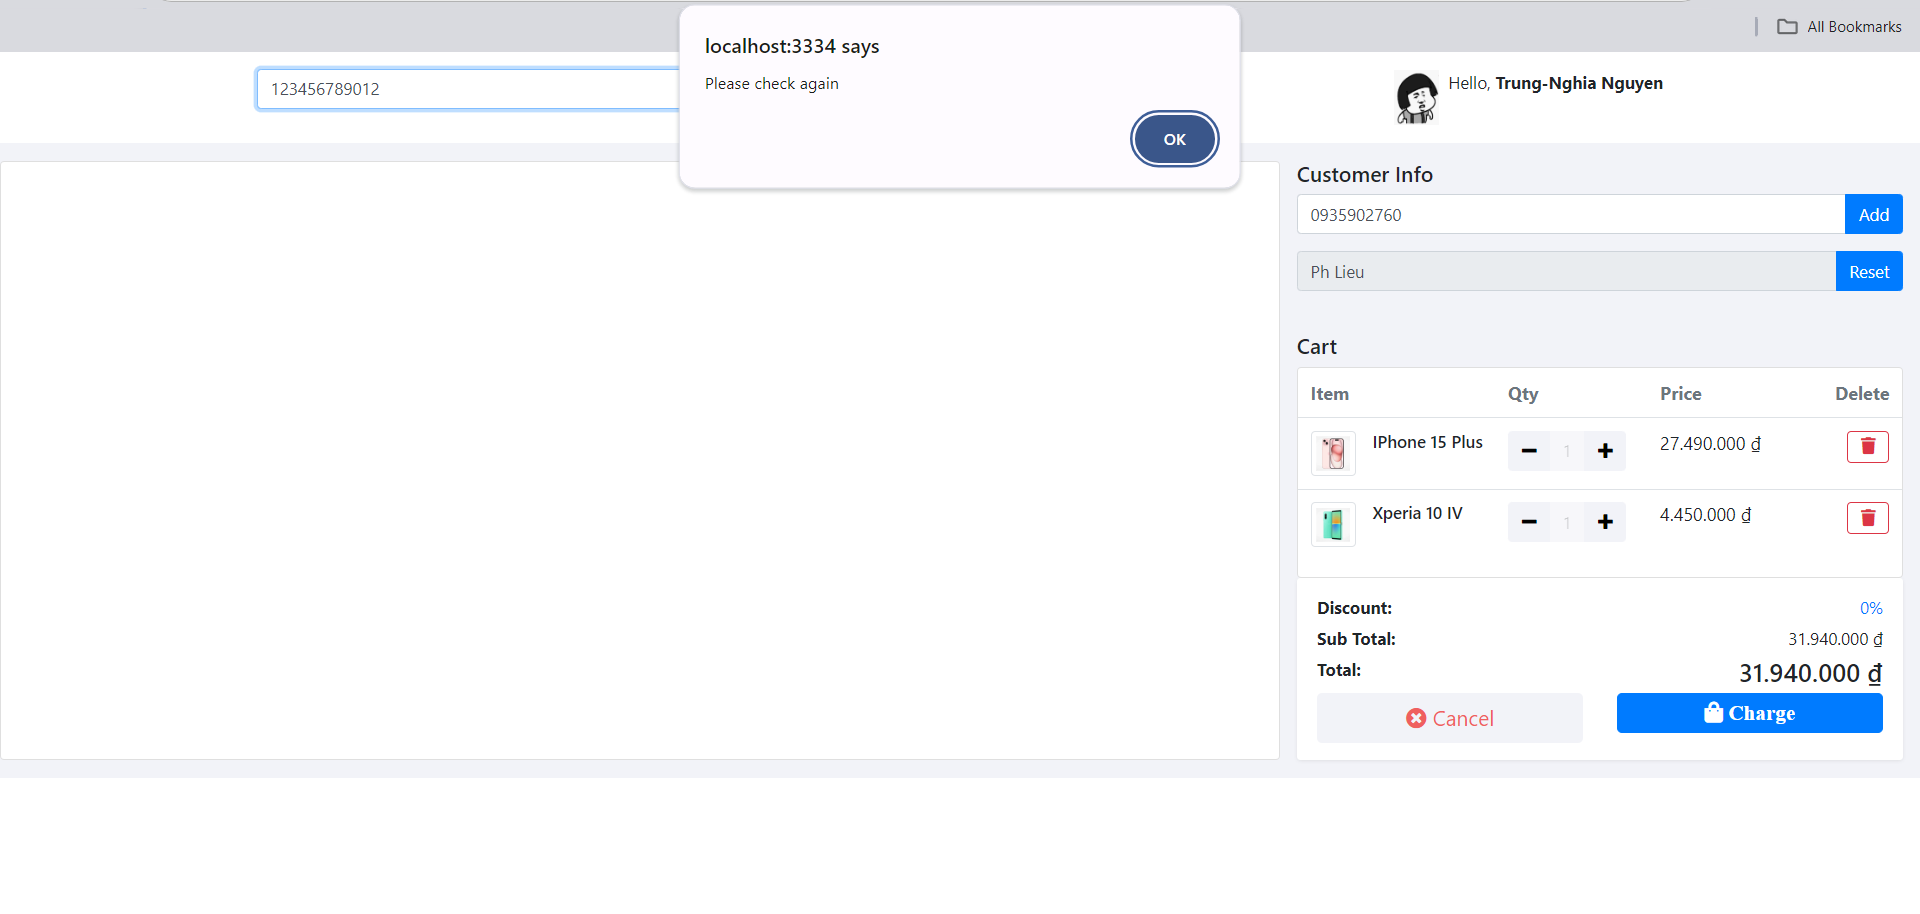 All Bookmarks
localhost:3334 says
Please check again
OK
123456789012
Hello, Trung-Nghia Nguyen
Customer Info
0935902760
Add
Ph Lieu
Reset
Cart
Item Qty Price Delete
IPhone 15 Plus 1 27.490.000 ₫
Xperia 10 IV 1 4.450.000 ₫
Discount: 0%
Sub Total: 31.940.000 ₫
Total: 31.940.000 ₫
Cancel Charge